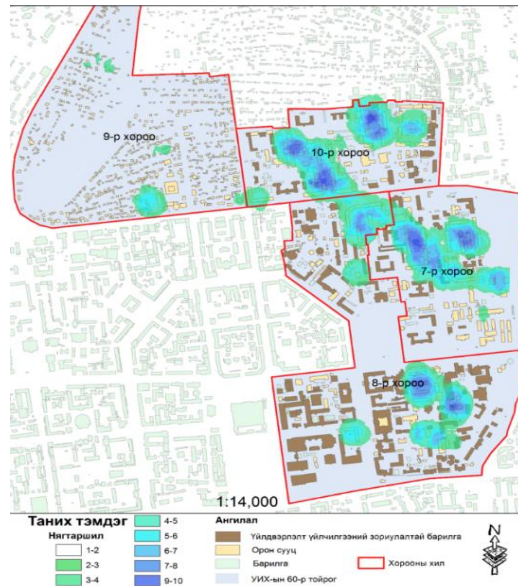 9-р хороо
10-р хороо
7-р хороо
8-р хороо
1:14,000
Таних тэмдэг
Нягтаршил
1-2
2-3
3-4
4-5
5-6
6-7
7-8
9-10
Ангилал
Үйлдвэрлэлт үйлчилгээний зориулалтай барилга
Орон сууц
Барилга
УИХ-ын 60-р тойрог
Хорооны хил
N